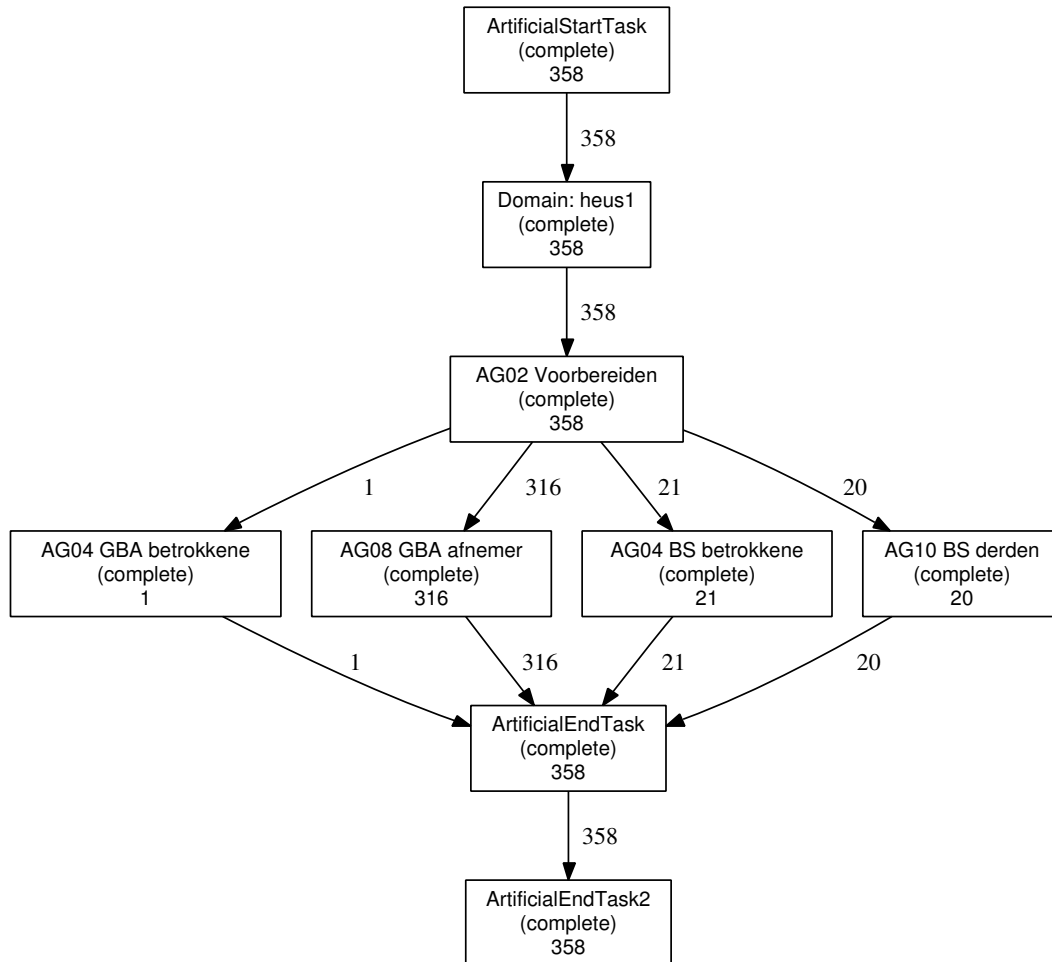 ArtificialStartTask
(complete)
358
358
Domain: heus1
(complete)
358
358
AG02 Voorbereiden
(complete)
358
1
316
21
20
AG04 GBA betrokkene
(complete)
1
AG08 GBA afnemer
(complete)
316
AG04 BS betrokkene
(complete)
21
AG10 BS derden
(complete)
20
1
316
21
20
ArtificialEndTask
(complete)
358
358
ArtificialEndTask2
(complete)
358